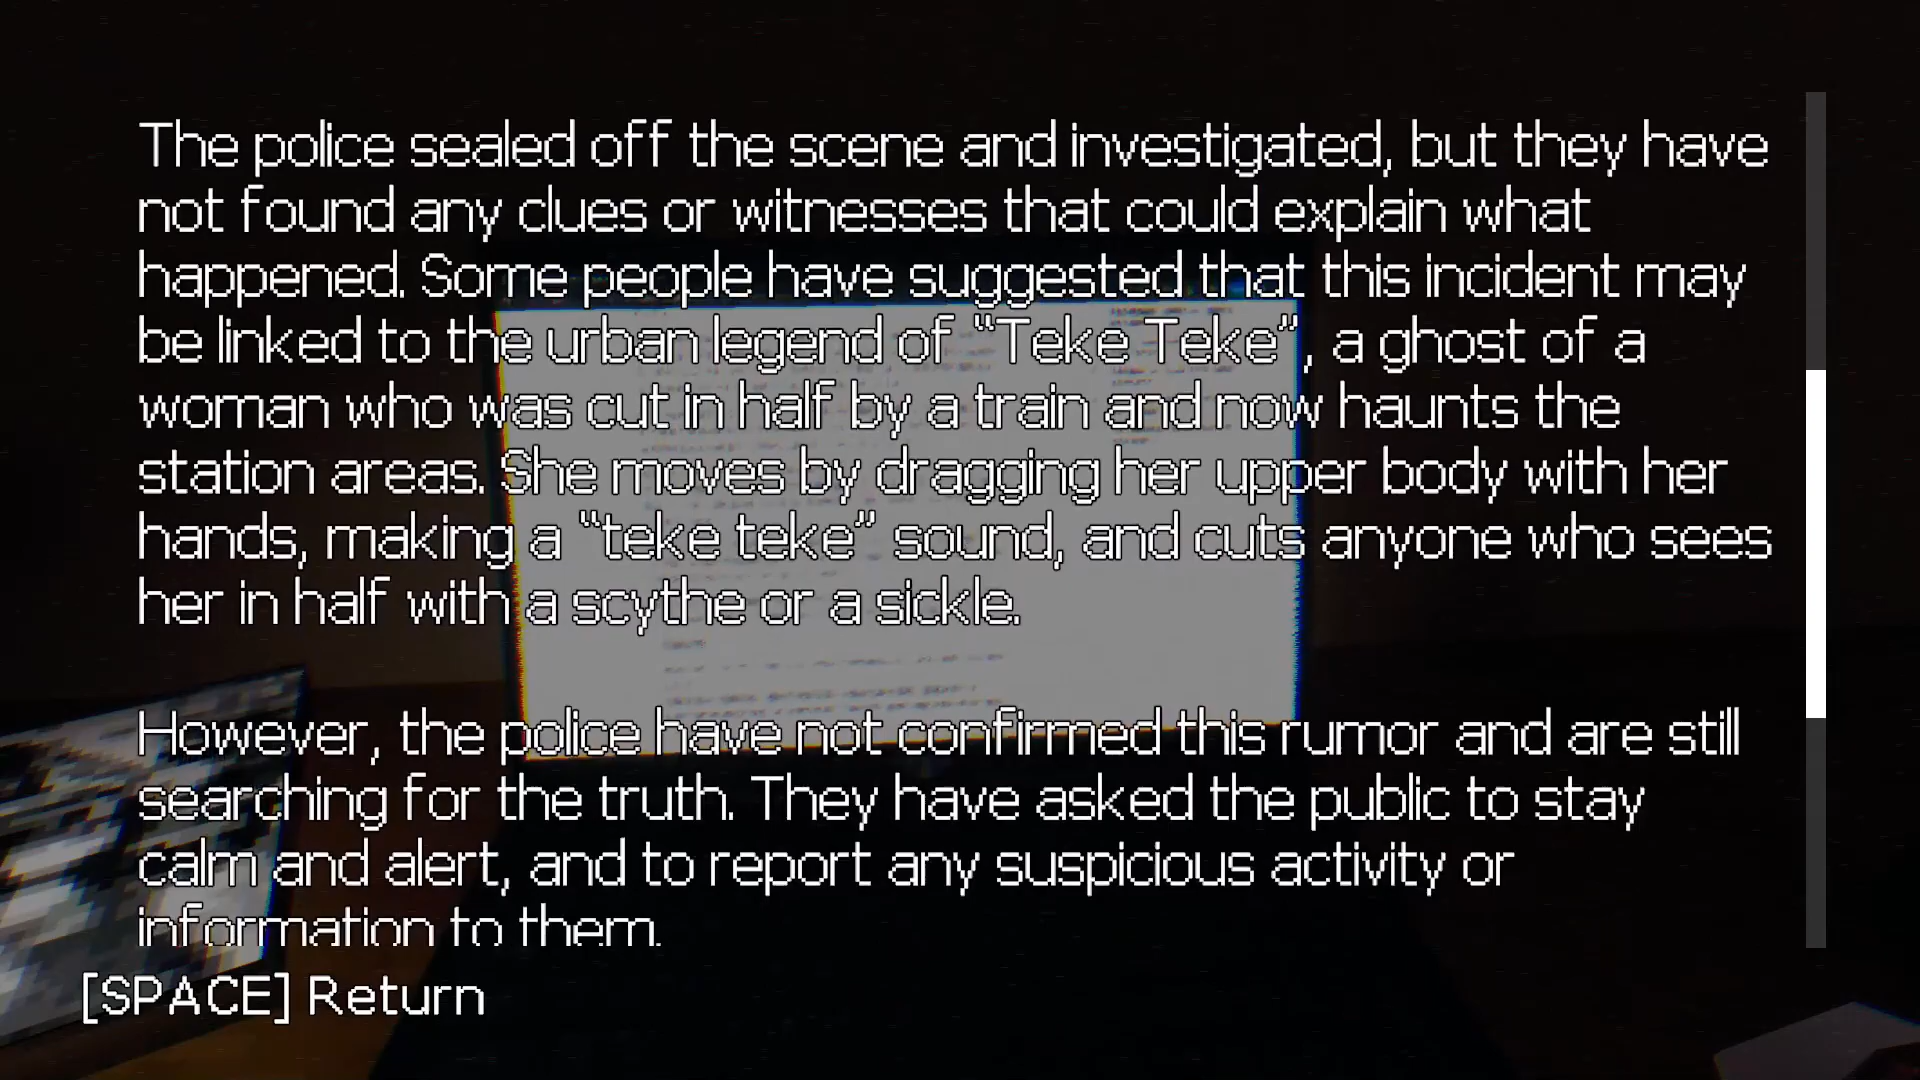 The police sealed off the scene and investigated, but they have
not found any clues or witnesses that could explain what
happened. Some people have suggested that this incident may
be linked to the urban legend of “Teke Teke”, a ghost of a
woman who was cut in half by a train and now haunts the
station areas. She moves by dragging her upper body with her
hands, making a “teke teke” sound, and cuts anyone who sees
her in half with a scythe or a sickle.
However, the police have not confirmed this rumor and are still
searching for the truth. They have asked the public to stay
calm and alert, and to report any suspicious activity or
information to them.
[SPACE] Return